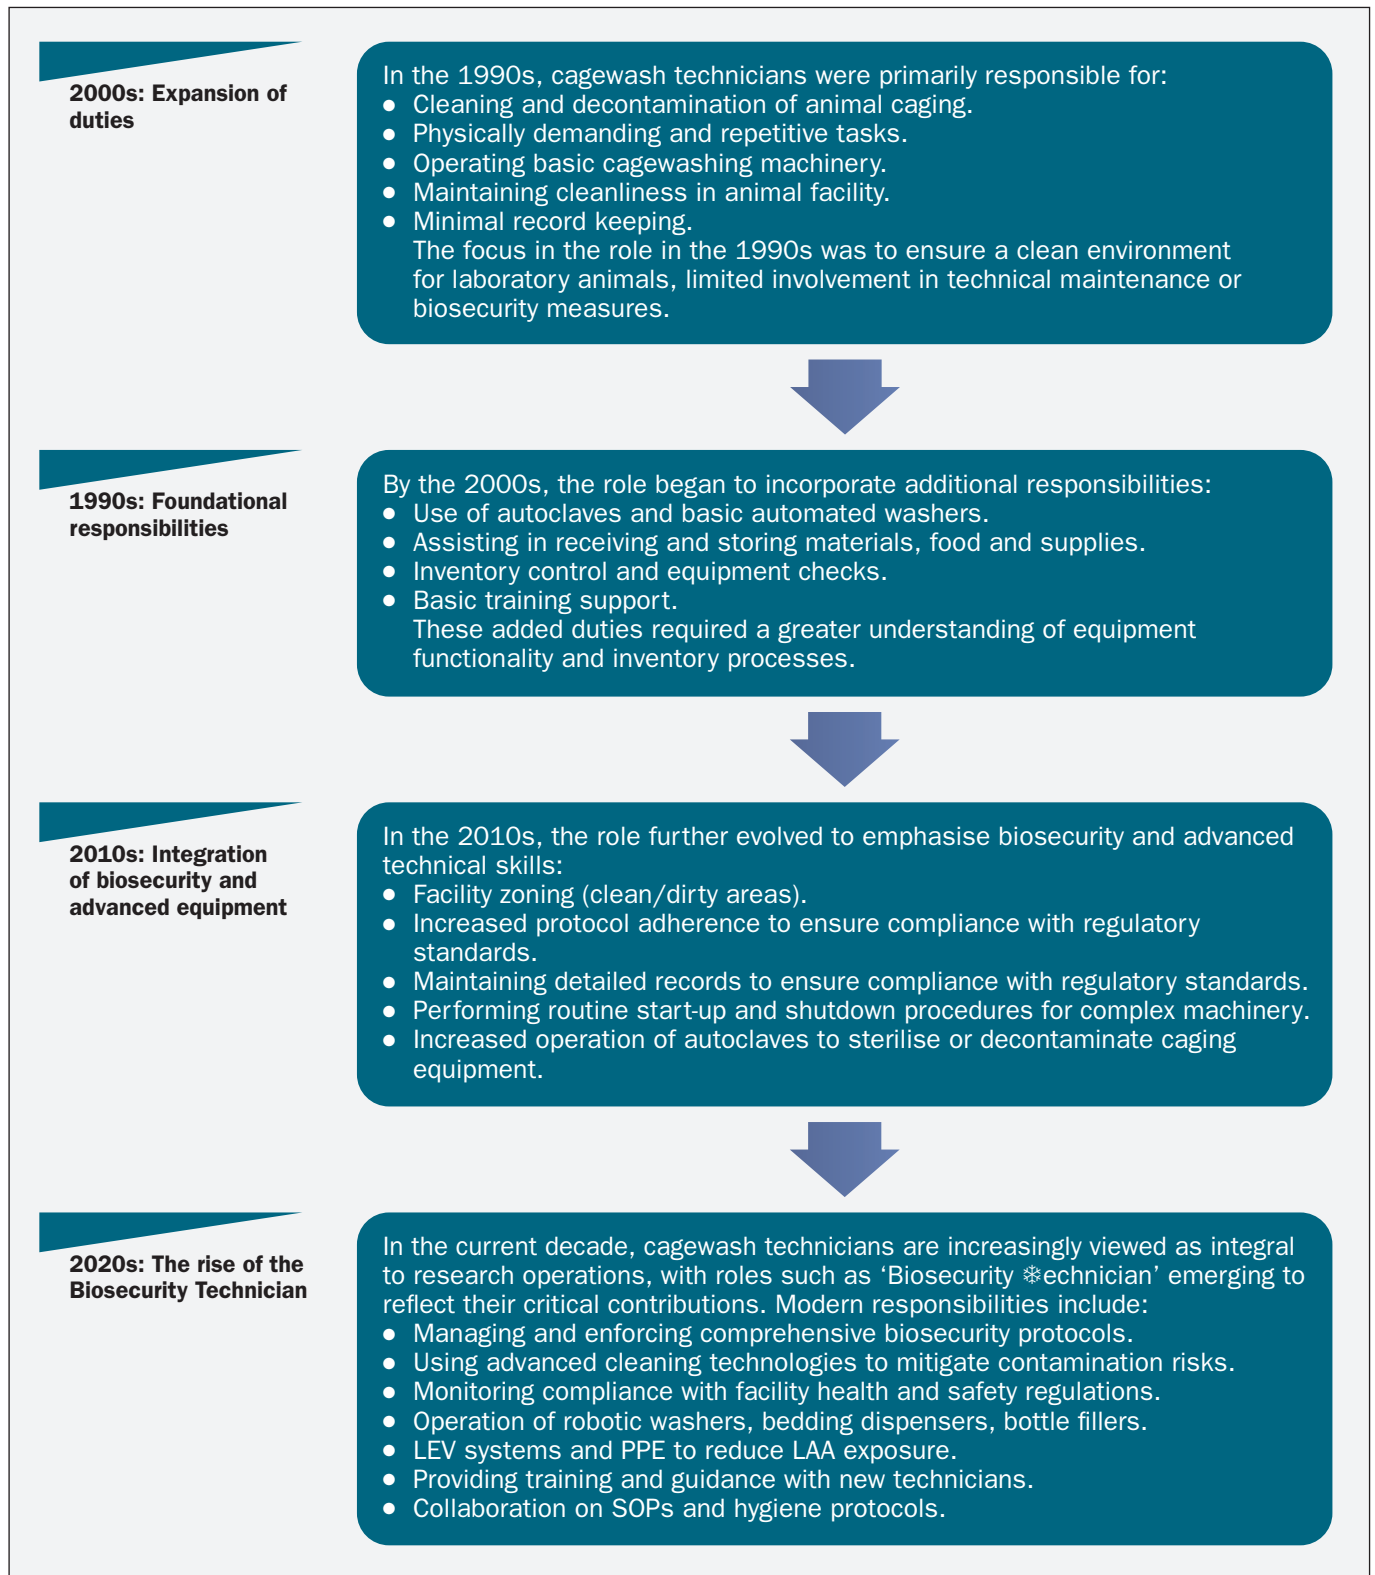 2000s: Expansion of
duties
In the 1990s, cagewash technicians were primarily responsible for:
● Cleaning and decontamination of animal caging.
● Physically demanding and repetitive tasks.
● Operating basic cagewashing machinery.
● Maintaining cleanliness in animal facility.
● Minimal record keeping.
The focus in the role in the 1990s was to ensure a clean environment
for laboratory animals, limited involvement in technical maintenance or
biosecurity measures.
1990s: Foundational
responsibilities
By the 2000s, the role began to incorporate additional responsibilities:
● Use of autoclaves and basic automated washers.
● Assisting in receiving and storing materials, food and supplies.
● Inventory control and equipment checks.
● Basic training support.
These added duties required a greater understanding of equipment
functionality and inventory processes.
2010s: Integration
of biosecurity and
advanced equipment
In the 2010s, the role further evolved to emphasise biosecurity and advanced
technical skills:
● Facility zoning (clean/dirty areas).
● Increased protocol adherence to ensure compliance with regulatory
standards.
● Maintaining detailed records to ensure compliance with regulatory standards.
● Performing routine start-up and shutdown procedures for complex machinery.
● Increased operation of autoclaves to sterilise or decontaminate caging
equipment.
2020s: The rise of the
Biosecurity Technician
In the current decade, cagewash technicians are increasingly viewed as integral
to research operations, with roles such as ‘Biosecurity ❄echnician’ emerging to
reflect their critical contributions. Modern responsibilities include:
● Managing and enforcing comprehensive biosecurity protocols.
● Using advanced cleaning technologies to mitigate contamination risks.
● Monitoring compliance with facility health and safety regulations.
● Operation of robotic washers, bedding dispensers, bottle fillers.
● LEV systems and PPE to reduce LAA exposure.
● Providing training and guidance with new technicians.
● Collaboration on SOPs and hygiene protocols.